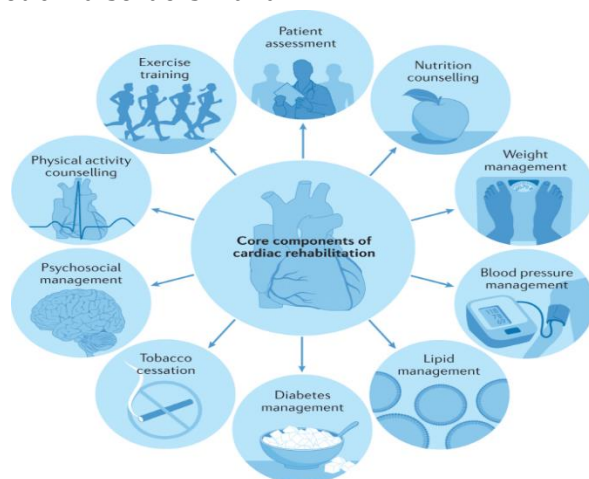 Patient
assessment
Nutrition
counselling
Weight
management
Blood pressure
management
Lipid
management
Diabetes
management
Tobacco
cessation
Psychosocial
management
Physical activity
counselling
Exercise
training
Core components of
cardiac rehabilitation